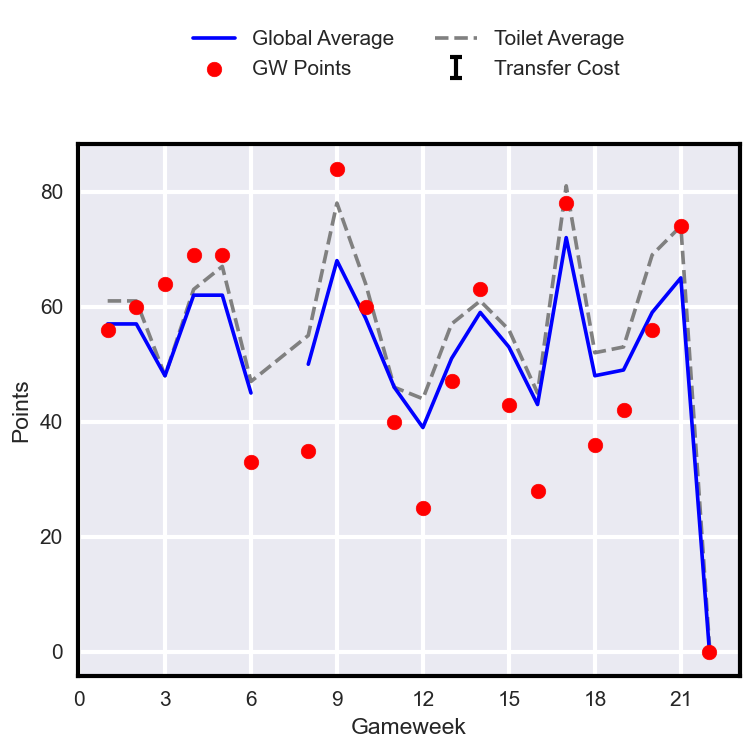 Global Average
Toilet Average
GW Points
Transfer Cost
Points
80
60
40
20
0
0 3 6 9 12 15 18 21
Gameweek